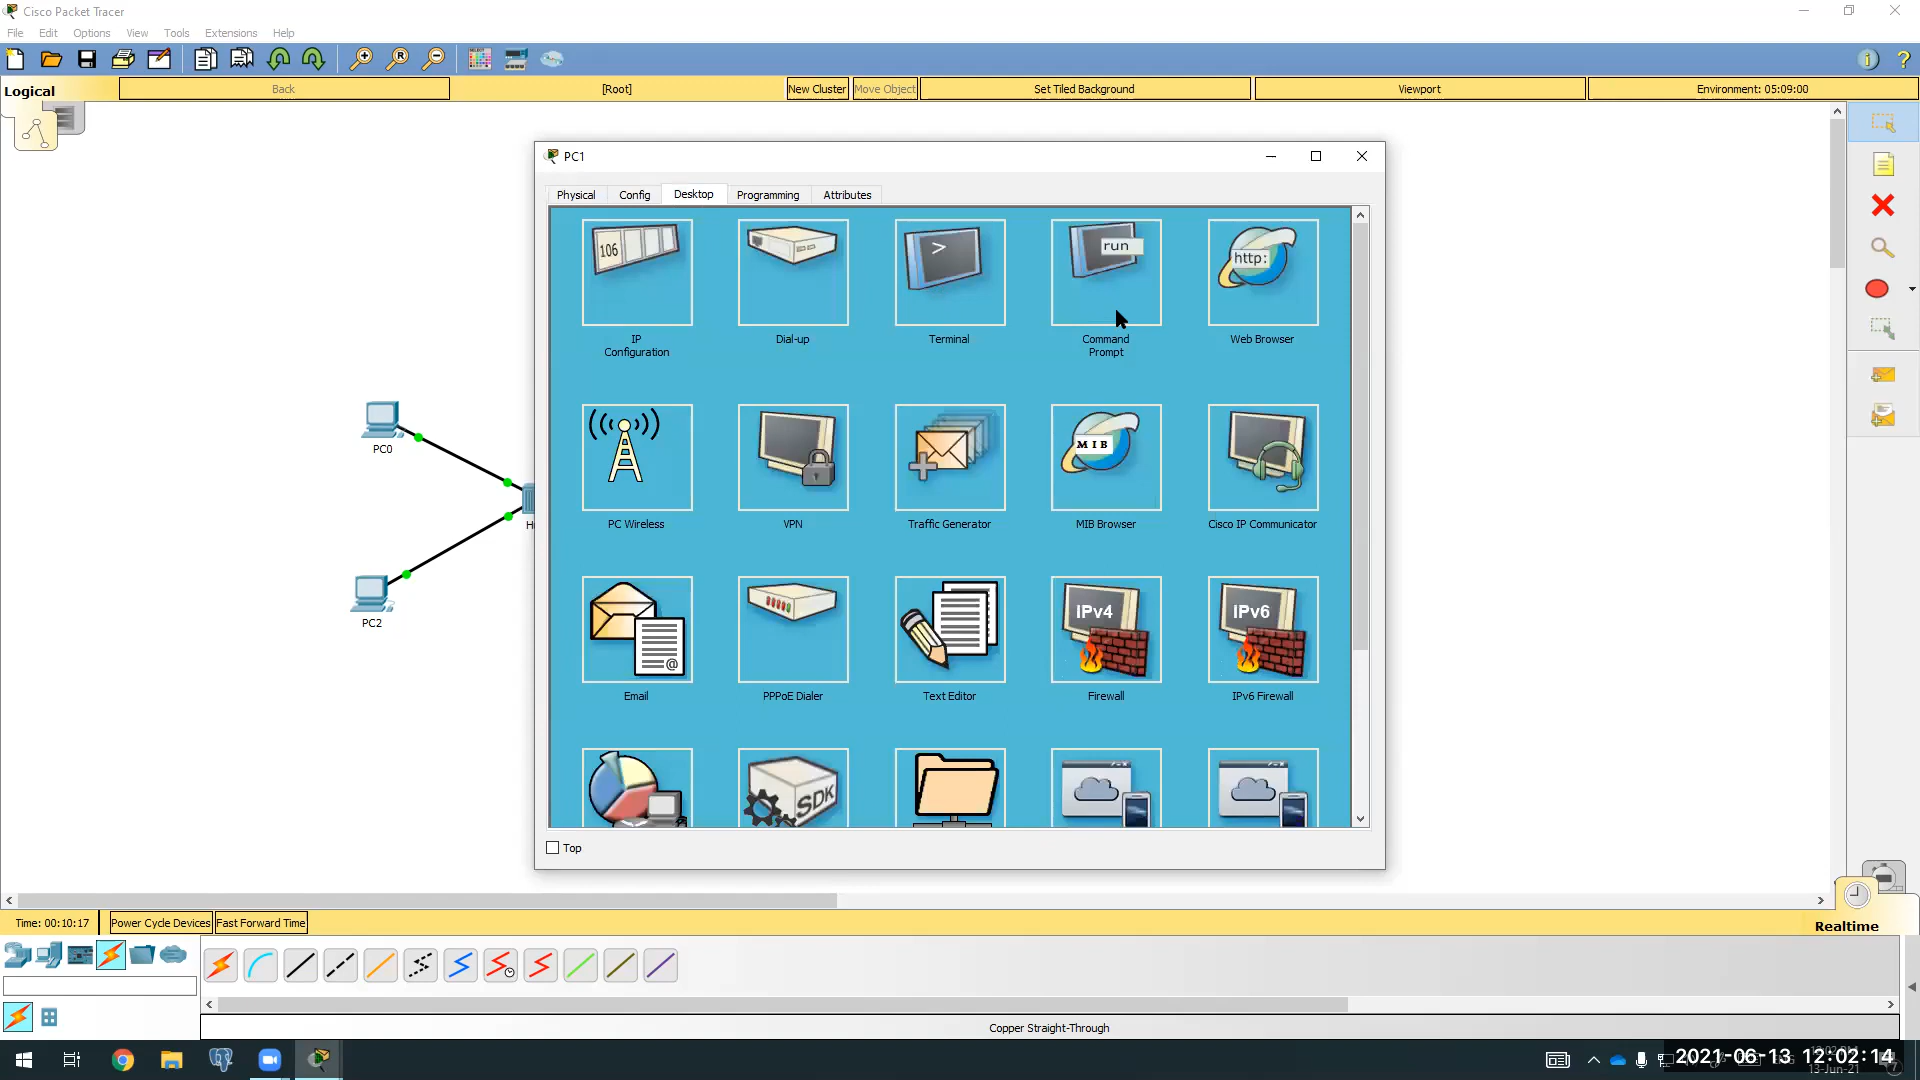 Cisco Packet Tracer
File Edit Options View Tools Extensions Help
Logical Back [Root] New Cluster Move Object Set Tiled Background Viewport Environment: 05:09:00
PC1
Physical Config Desktop Programming Attributes
106
>
run
http:
IP
Configuration
Dial-up
Terminal
Command
Prompt
Web Browser
MIB
PC Wireless
VPN
Traffic Generator
MIB Browser
Cisco IP Communicator
PC0
PC2
@
IPv4
IPv6
Email
PPPoE Dialer
Text Editor
Firewall
IPv6 Firewall
SDK
Top
Time: 00:10:17 Power Cycle Devices Fast Forward Time
Realtime
Copper Straight-Through
2021-06-13 12:02:14
13-Jun-21